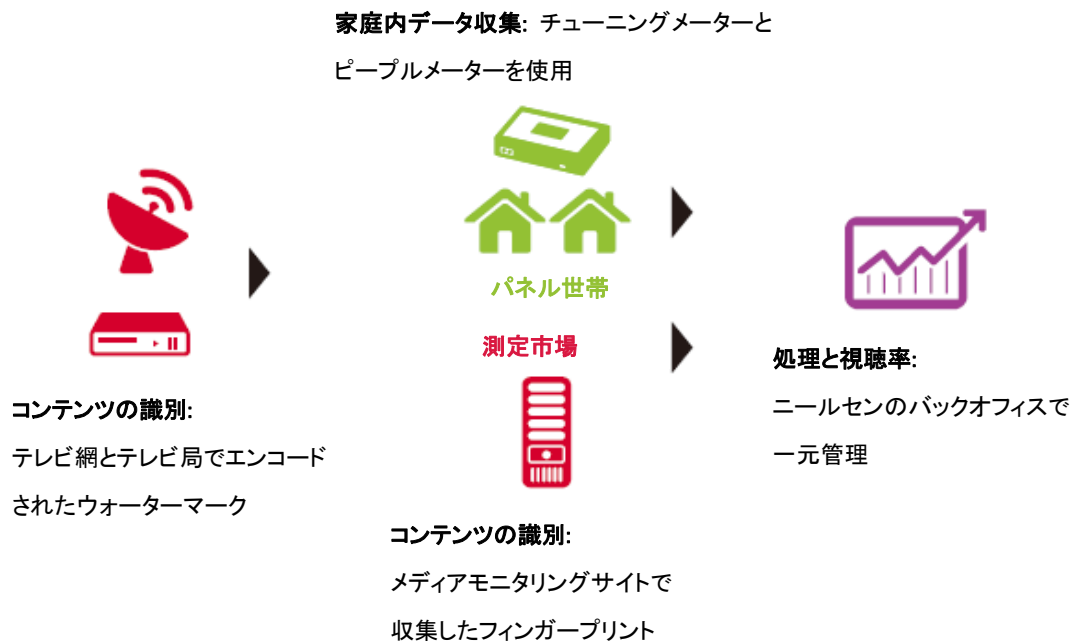 家庭内データ収集: チューニングメーターと
ピープルメーターを使用
パネル世帯
測定市場
コンテンツの識別:
テレビ網とテレビ局でエンコード
されたウォーターマーク
コンテンツの識別:
メディアモニタリングサイトで
収集したフィンガープリント
処理と視聴率:
ニールセンのバックオフィスで
一元管理